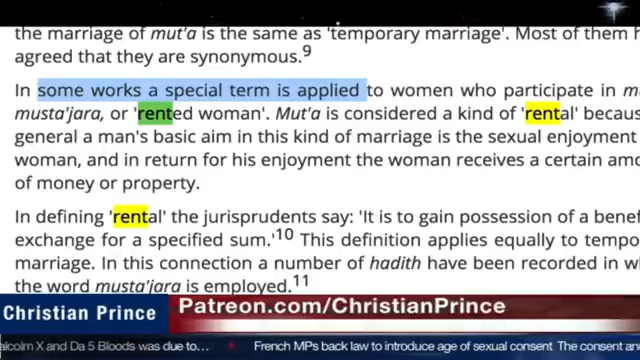 the marriage of mut'a is the same as 'temporary marriage'. Most of them h
agreed that they are synonymous.9
In some works a special term is applied to women who participate in m
musta'jara, or 'rented woman'. Mut'a is considered a kind of 'rental' becaus
general a man's basic aim in this kind of marriage is the sexual enjoyment
woman, and in return for his enjoyment the woman receives a certain amo
of money or property.
In defining 'rental' the jurisprudents say: 'It is to gain possession of a benef
exchange for a specified sum.'10 This definition applies equally to tempo
marriage. In this connection a number of hadith have been recorded in w
the word musta'jara is employed.11
Christian Prince
Patreon.com/ChristianPrince
alcolm X and Da 5 Bloods was due to... French MPs back law to introduce age of sexual consent The consent an